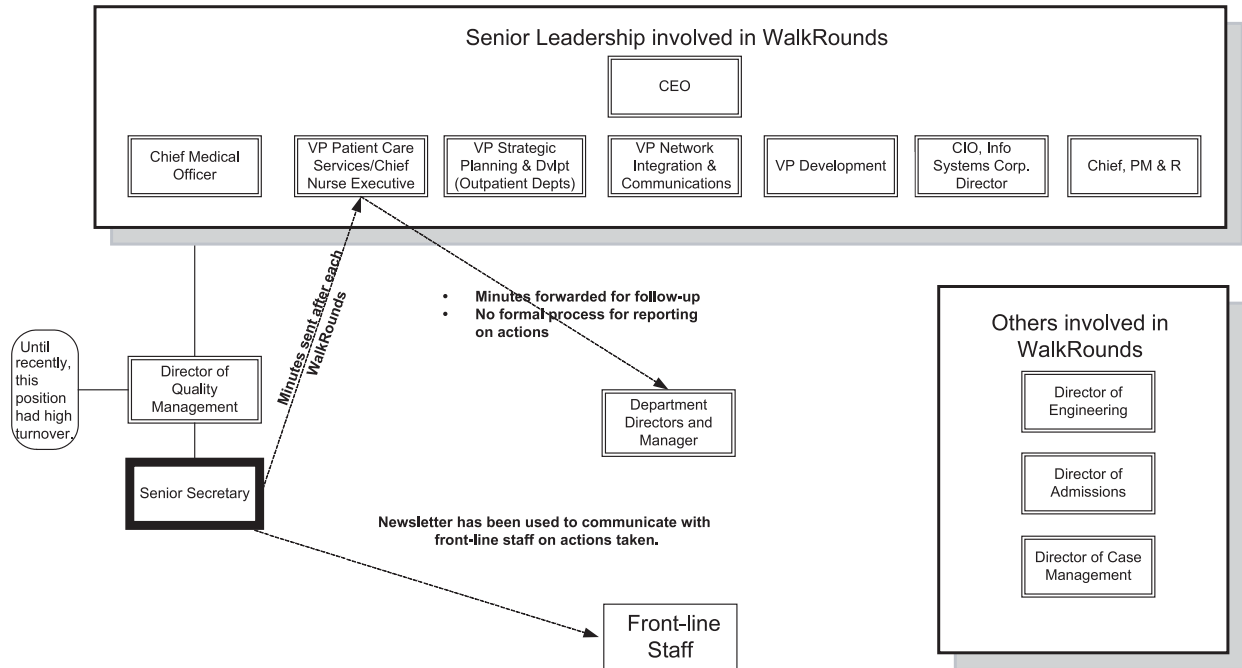 Senior Leadership involved in WalkRounds
CEO
Chief Medical
Officer
VP Patient Care
Services/Chief
Nurse Executive
VP Strategic
Planning & Dvlpt
(Outpatient Depts)
VP Network
Integration &
Communications
VP Development
CIO, Info
Systems Corp.
Director
Chief, PM & R
Minutes sent after each
WalkRounds
• Minutes forwarded for follow-up
• No formal process for reporting
on actions
Until
recently,
this
position
had high
turnover.
Director of
Quality
Management
Department
Directors and
Manager
Senior Secretary
Newsletter has been used to communicate with
front-line staff on actions taken.
Front-line
Staff
Others involved in
WalkRounds
Director of
Engineering
Director of
Admissions
Director of Case
Management